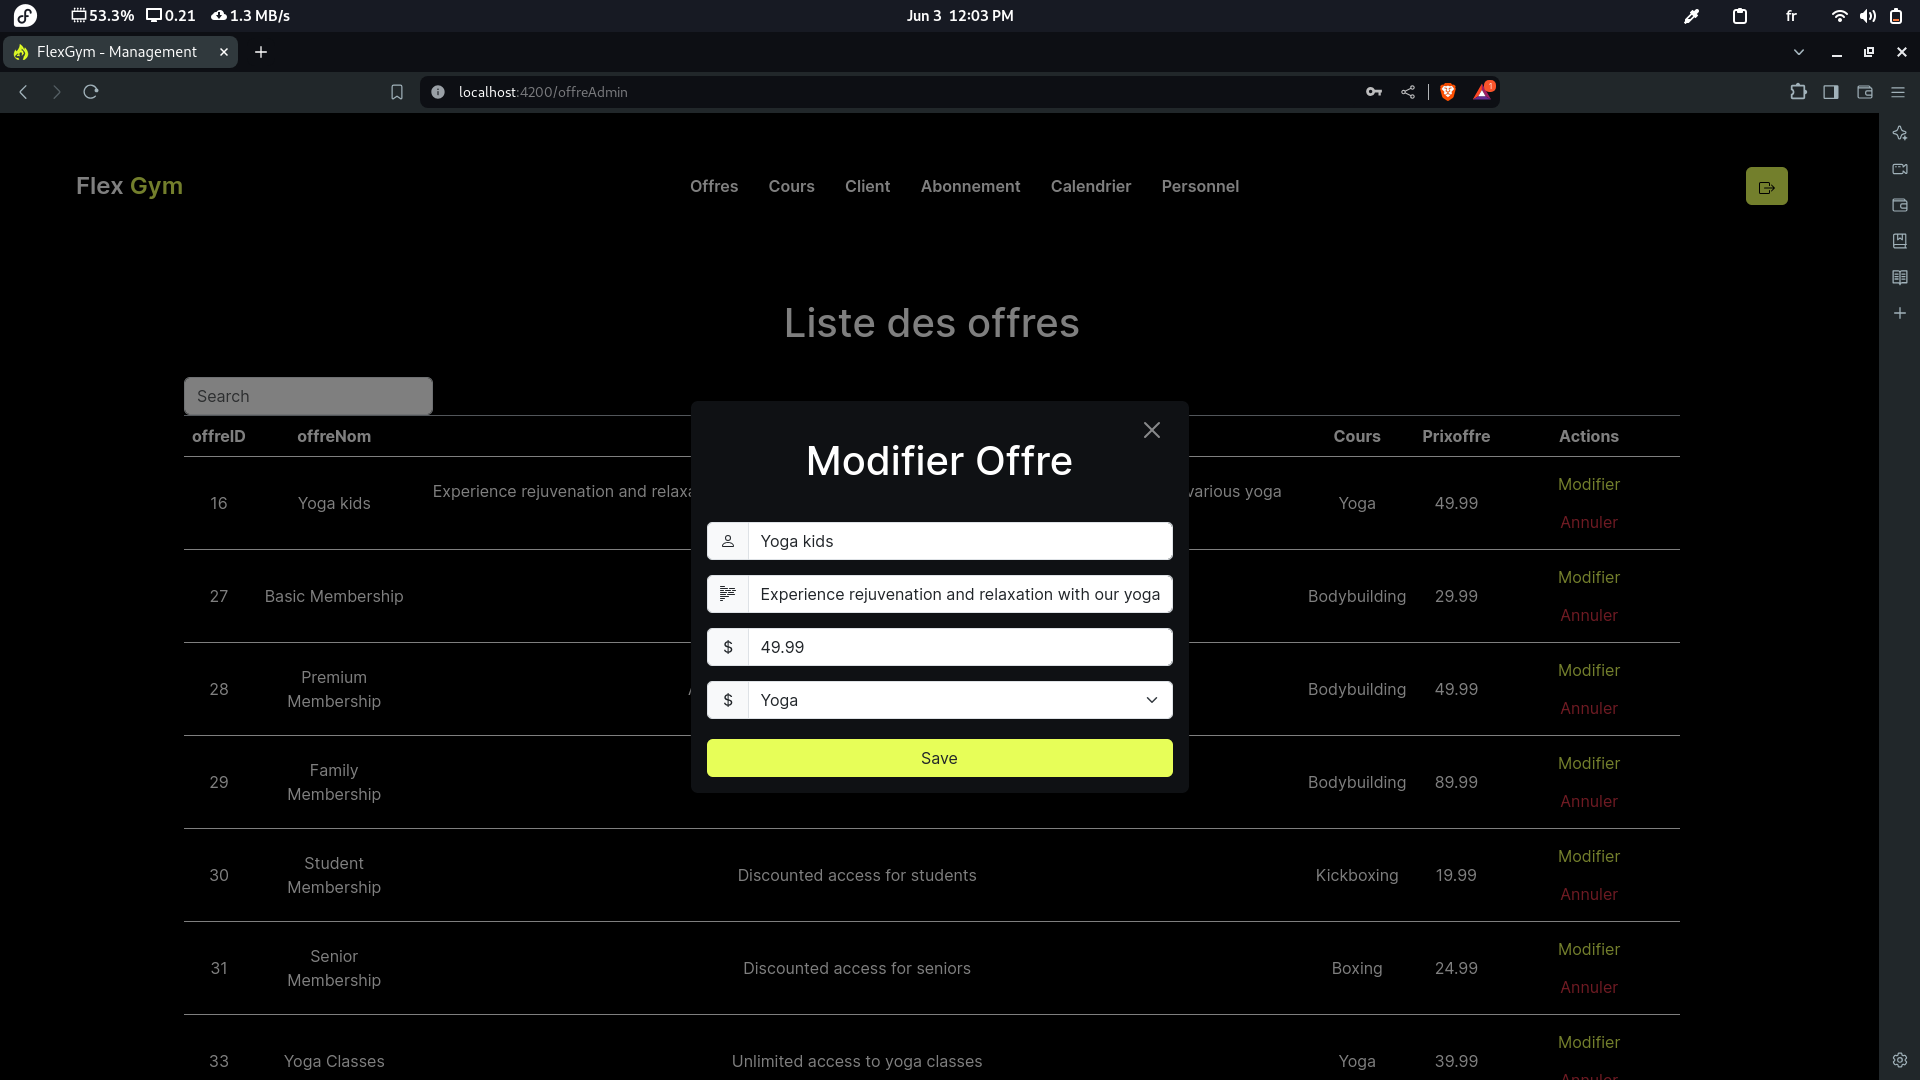 53.3% 0.21 1.3 MB/s Jun 3 12:03 PM fr
FlexGym - Management
localhost:4200/offreAdmin 1
Flex Gym Offres Cours Client Abonnement Calendrier Personnel
Liste des offres
Search
offreID offreNom Cours Prixoffre Actions
16 Yoga kids Experience rejuvenation and various yoga Yoga 49.99 Modifier
Annuler
27 Basic Membership Bodybuilding 29.99 Modifier
Annuler
28 Premium Membership Bodybuilding 49.99 Modifier
Annuler
29 Family Membership Bodybuilding 89.99 Modifier
Annuler
30 Student Membership Discounted access for students Kickboxing 19.99 Modifier
Annuler
31 Senior Membership Discounted access for seniors Boxing 24.99 Modifier
Annuler
33 Yoga Classes Unlimited access to yoga classes Yoga 39.99 Modifier
Modifier Offre
Yoga kids
Experience rejuvenation and relaxation with our yoga
$ 49.99
$ Yoga
Save